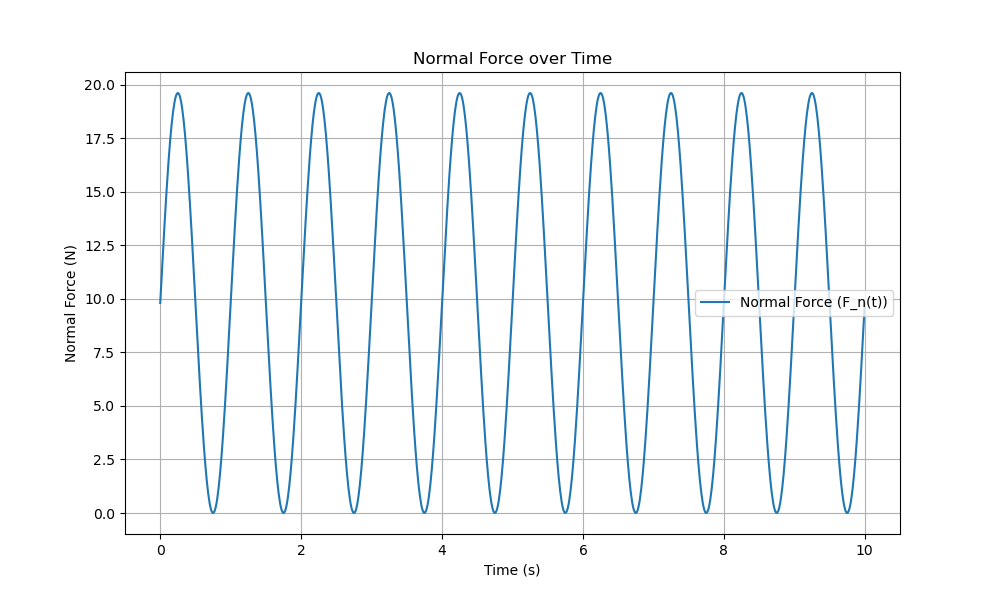 Normal Force over Time
Normal Force (N)
20.0
17.5
15.0
12.5
10.0
7.5
5.0
2.5
0.0
Normal Force (F_n(t))
0 2 4 6 8 10
Time (s)